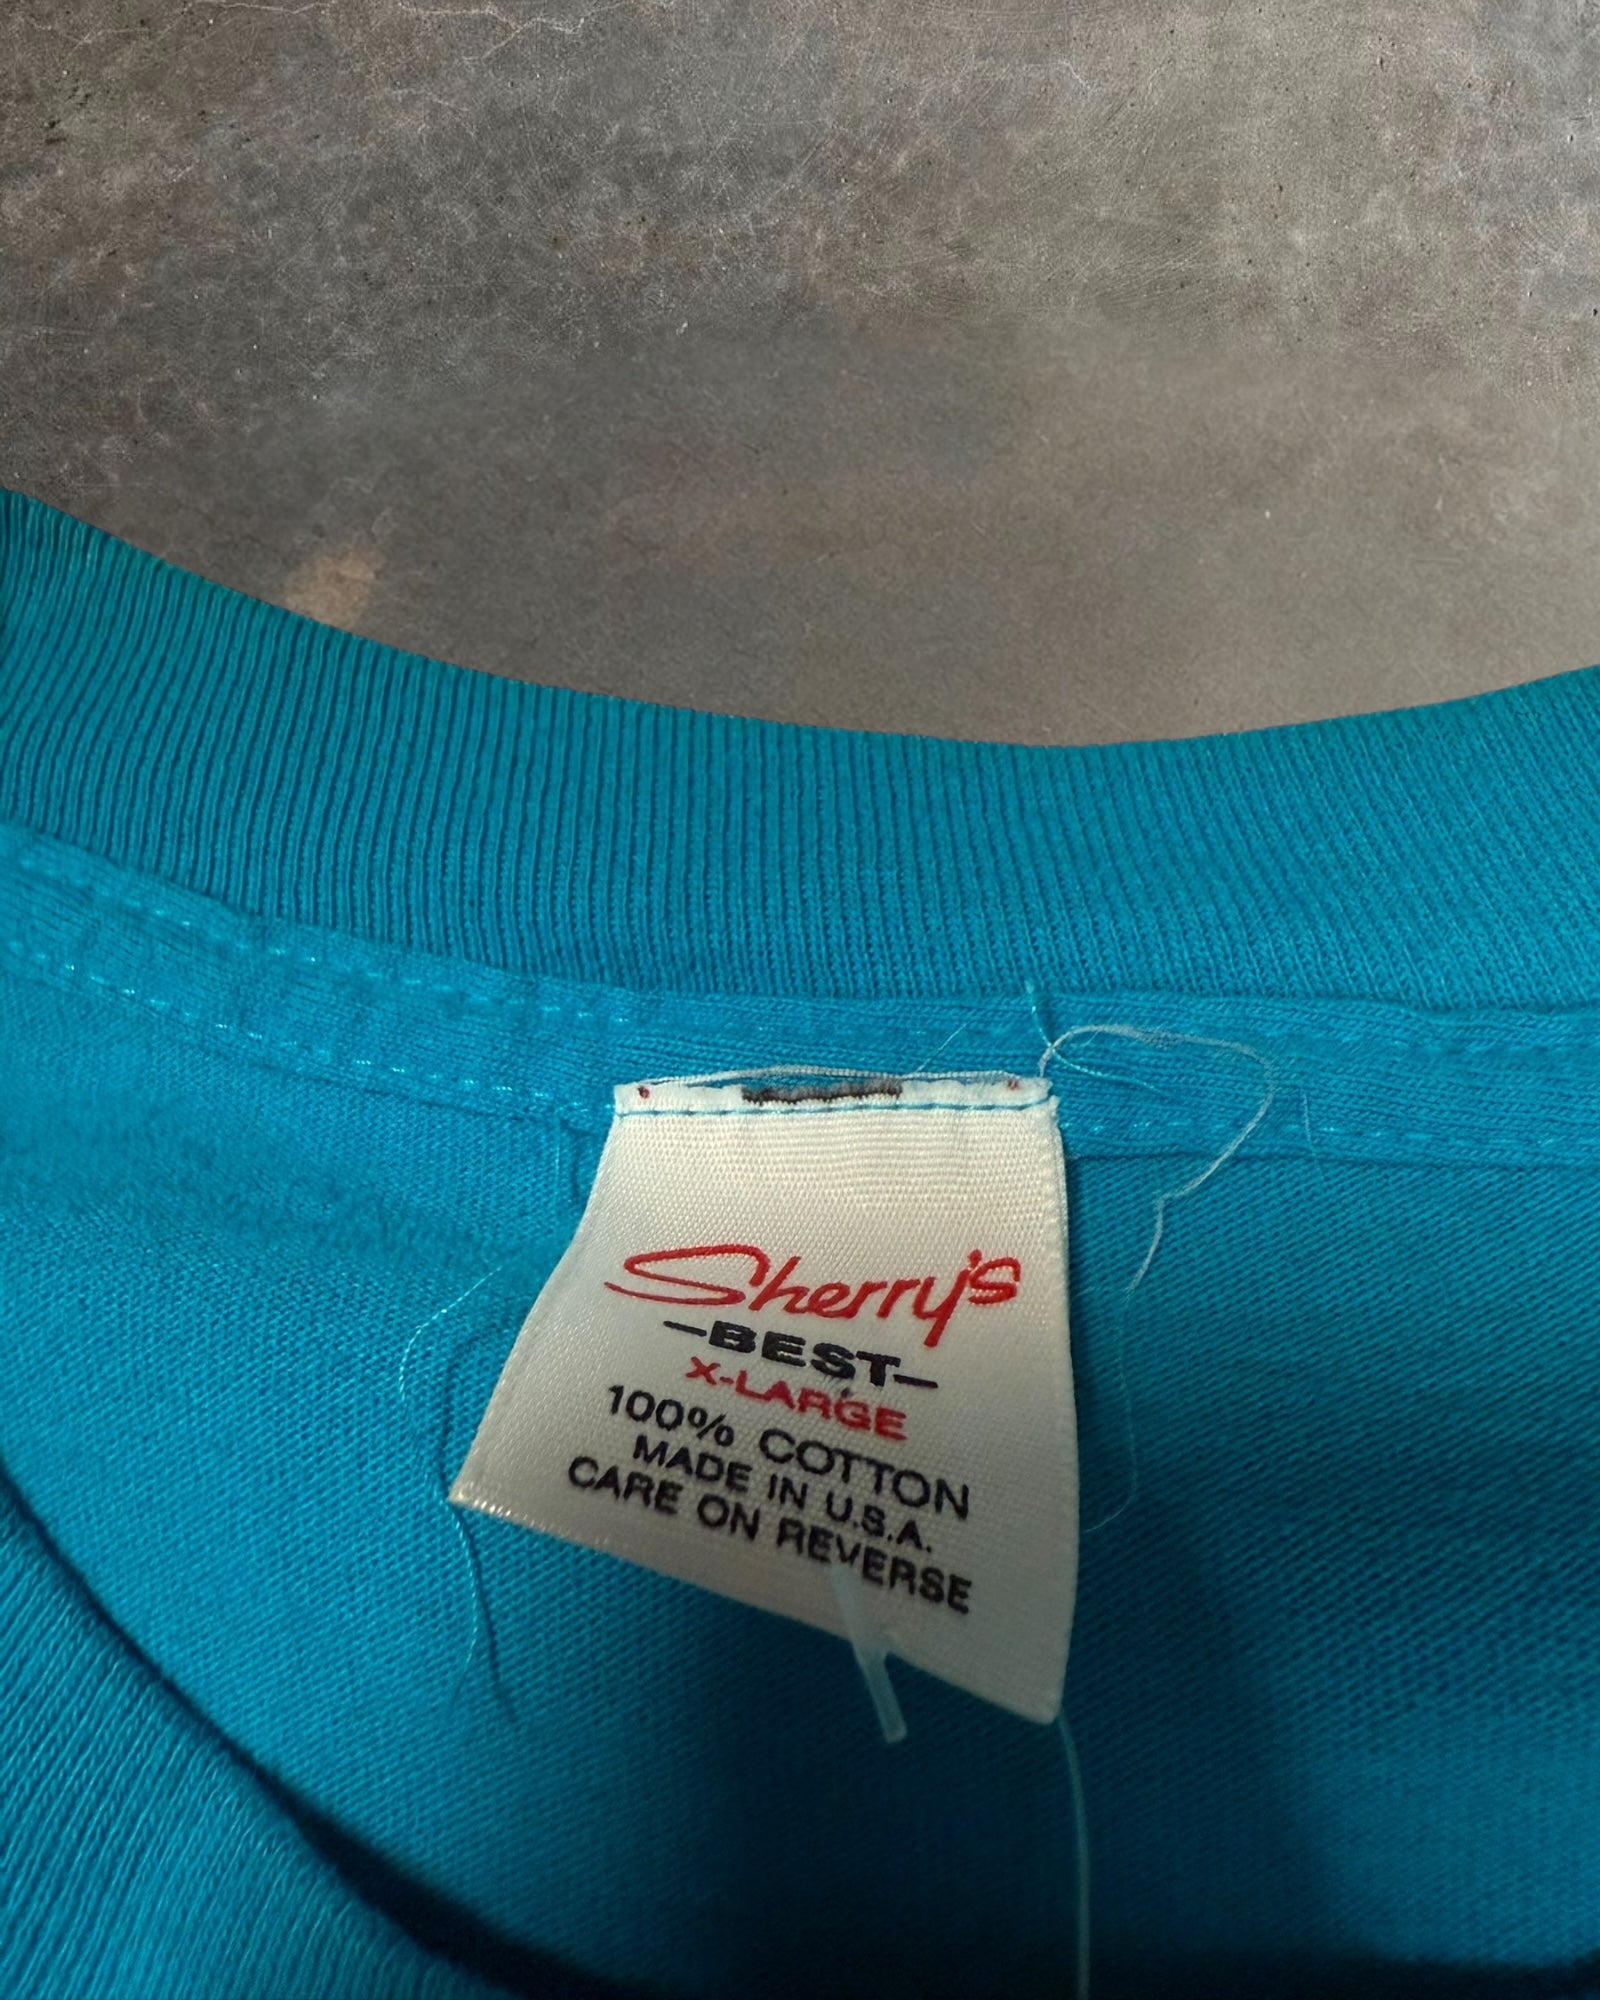 Sherry's
-BEST-
X-LARGE
100% COTTON
MADE IN U.S.A.
CARE ON REVERSE